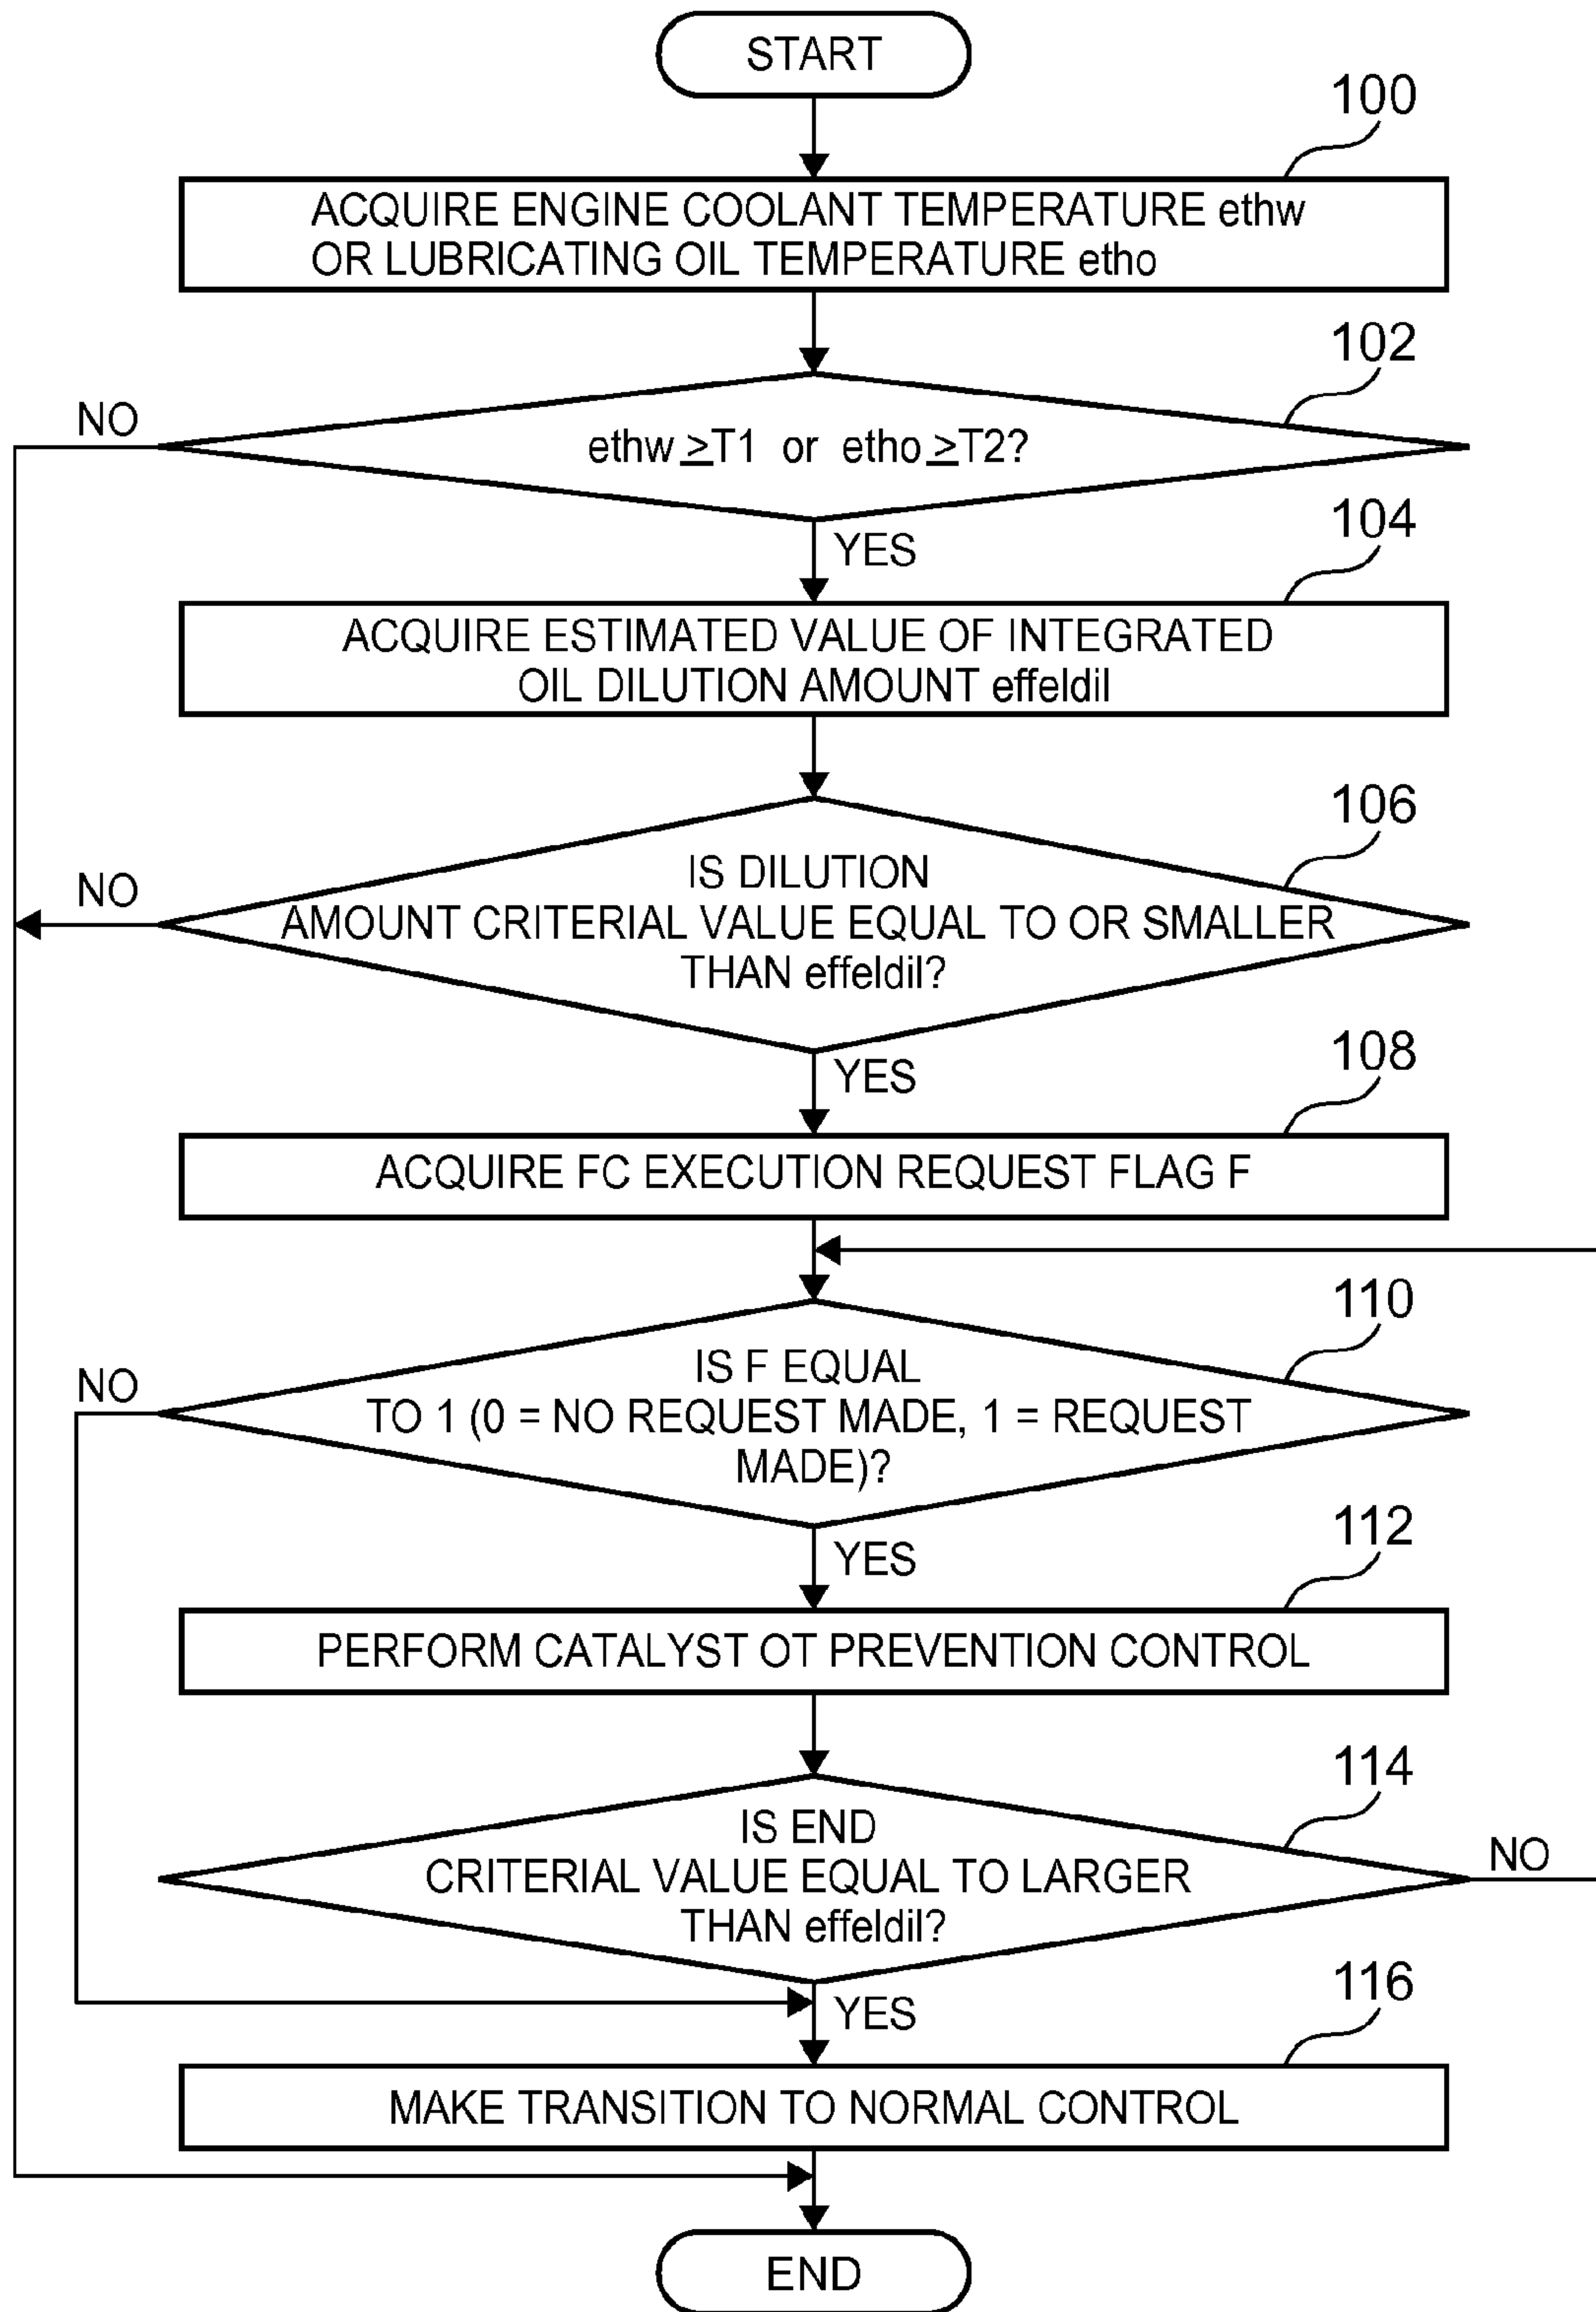 START
100
ACQUIRE ENGINE COOLANT TEMPERATURE ethw
OR LUBRICATING OIL TEMPERATURE etho
102
NO
ethw ≥T1 or etho ≥T2?
YES
104
ACQUIRE ESTIMATED VALUE OF INTEGRATED
OIL DILUTION AMOUNT effeldil
106
NO
IS DILUTION
AMOUNT CRITERIAL VALUE EQUAL TO OR SMALLER
THAN effeldil?
YES
108
ACQUIRE FC EXECUTION REQUEST FLAG F
110
NO
IS F EQUAL
TO 1 (0 = NO REQUEST MADE, 1 = REQUEST
MADE)?
YES
112
PERFORM CATALYST OT PREVENTION CONTROL
114
IS END
CRITERIAL VALUE EQUAL TO LARGER
THAN effeldil?
NO
YES
116
MAKE TRANSITION TO NORMAL CONTROL
END